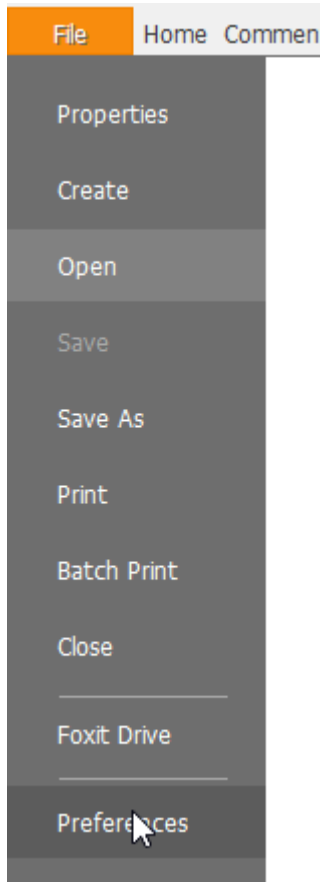 File Home Commen
Properties
Create
Open
Save
Save As
Print
Batch Print
Close
Foxit Drive
Preferences